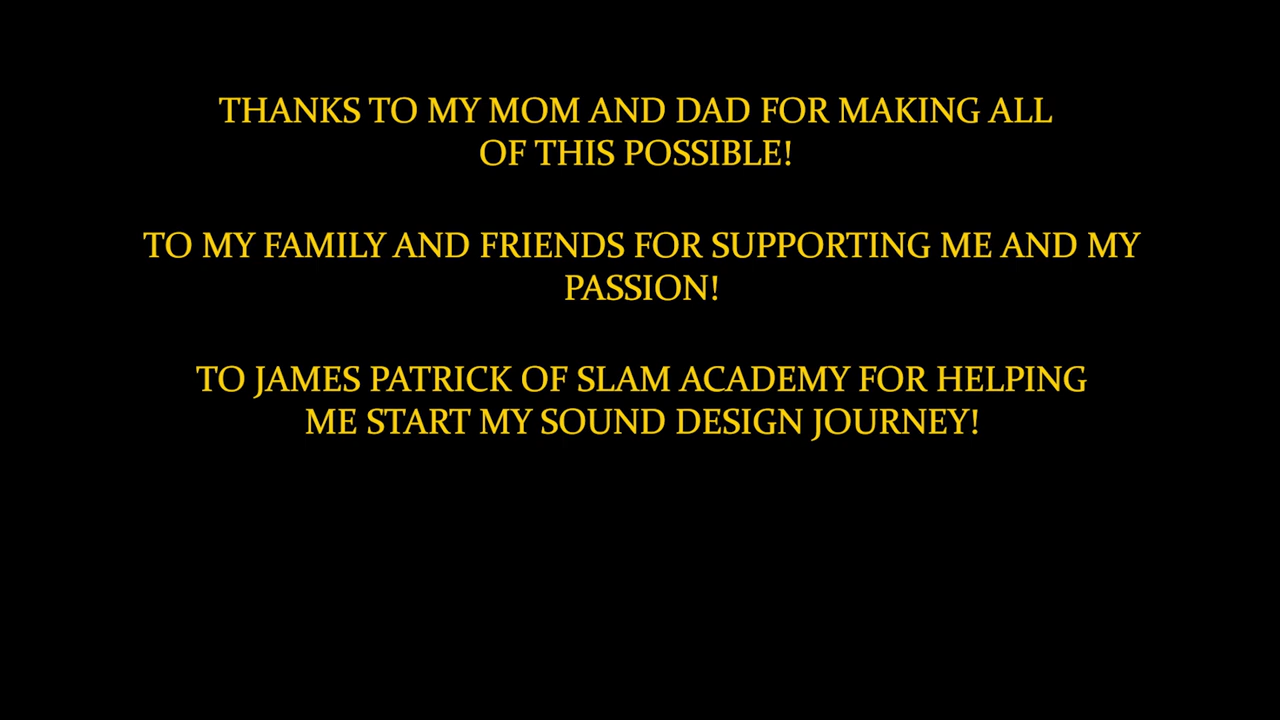 THANKS TO MY MOM AND DAD FOR MAKING ALL
OF THIS POSSIBLE!
TO MY FAMILY AND FRIENDS FOR SUPPORTING ME AND MY
PASSION!
TO JAMES PATRICK OF SLAM ACADEMY FOR HELPING
ME START MY SOUND DESIGN JOURNEY!